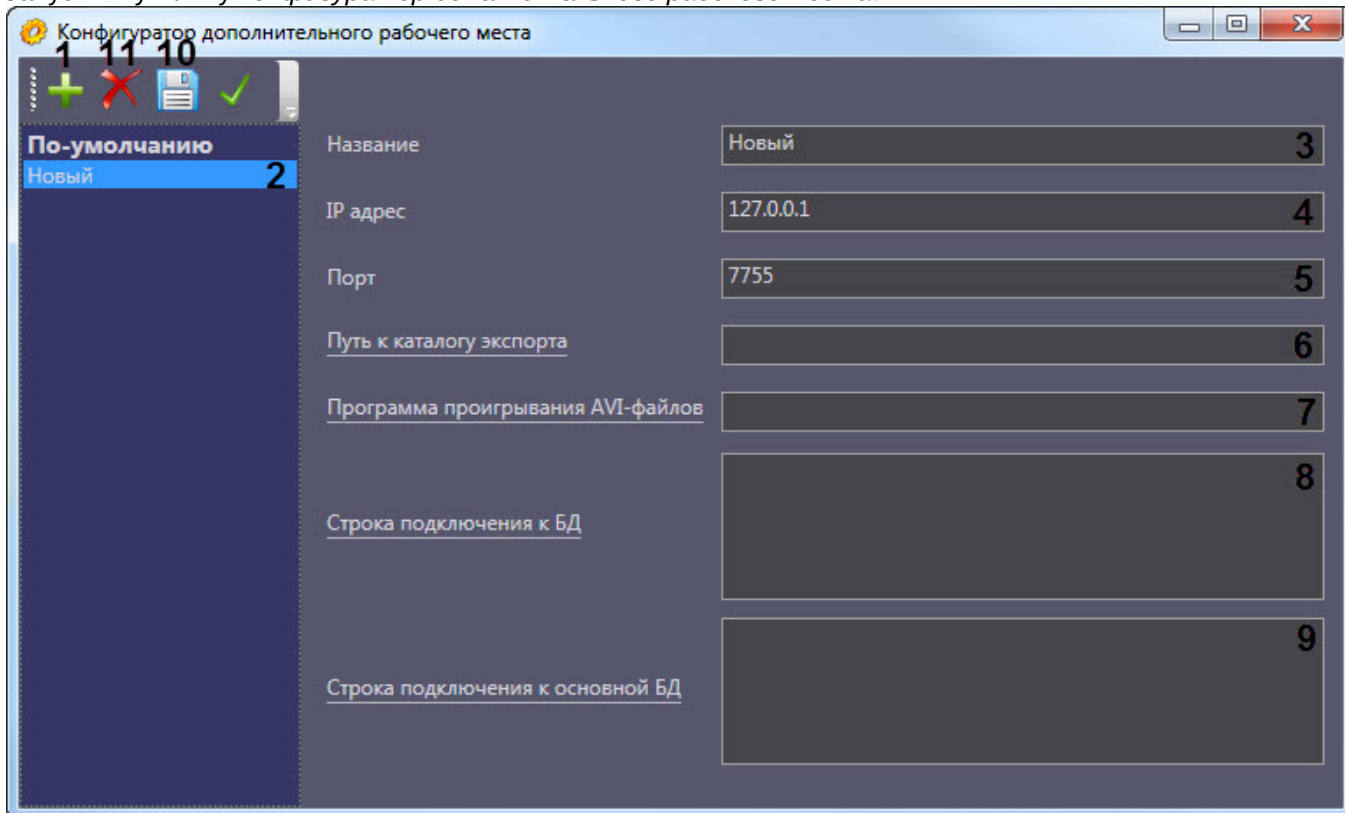 Конфигуратор дополнительного рабочего места
1 11 10
По-умолчанию
Новый 2
Название
Новый 3
IP адрес
127.0.0.1 4
Порт
7755 5
Путь к каталогу экспорта
6
Программа проигрывания AVI-файлов
7
8
Строка подключения к БД
9
Строка подключения к основной БД